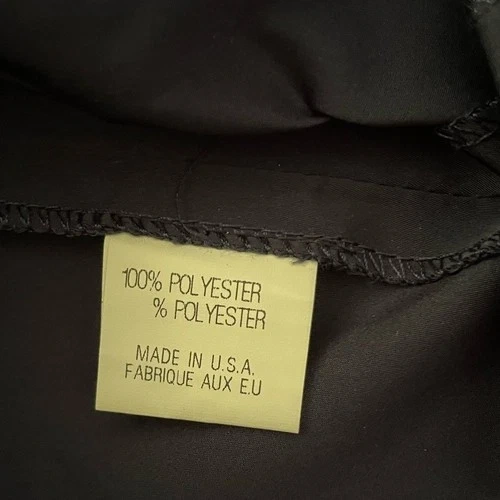 100% POLYESTER
% POLYESTER
MADE IN U.S.A.
FABRIQUE AUX E.U